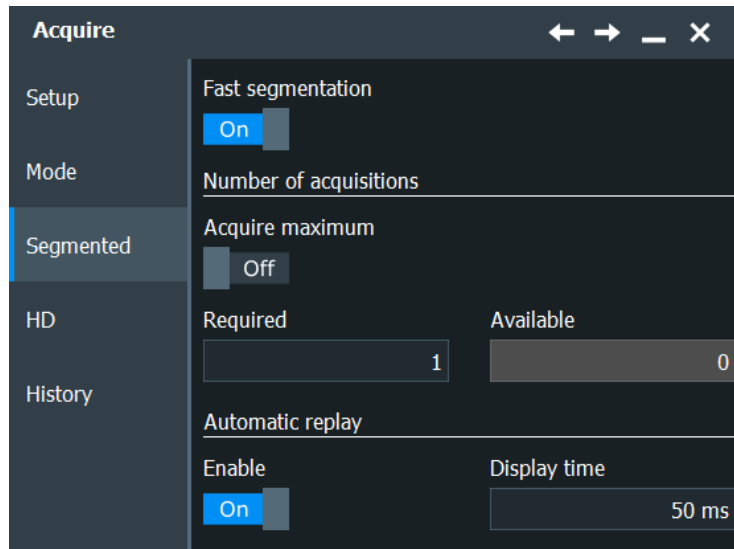 Acquire
Setup
Mode
Segmented
HD
History
Fast segmentation
On
Number of acquisitions
Acquire maximum
Off
Required Available
1 0
Automatic replay
Enable Display time
On 50 ms